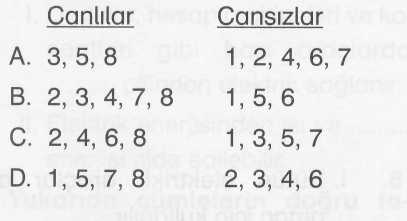 Canlılar Cansızlar
A. 3, 5, 8 1, 2, 4, 6, 7
B. 2, 3, 4, 7, 8 1, 5, 6
C. 2, 4, 6, 8 1, 3, 5, 7
D. 1, 5, 7, 8 2, 3, 4, 6